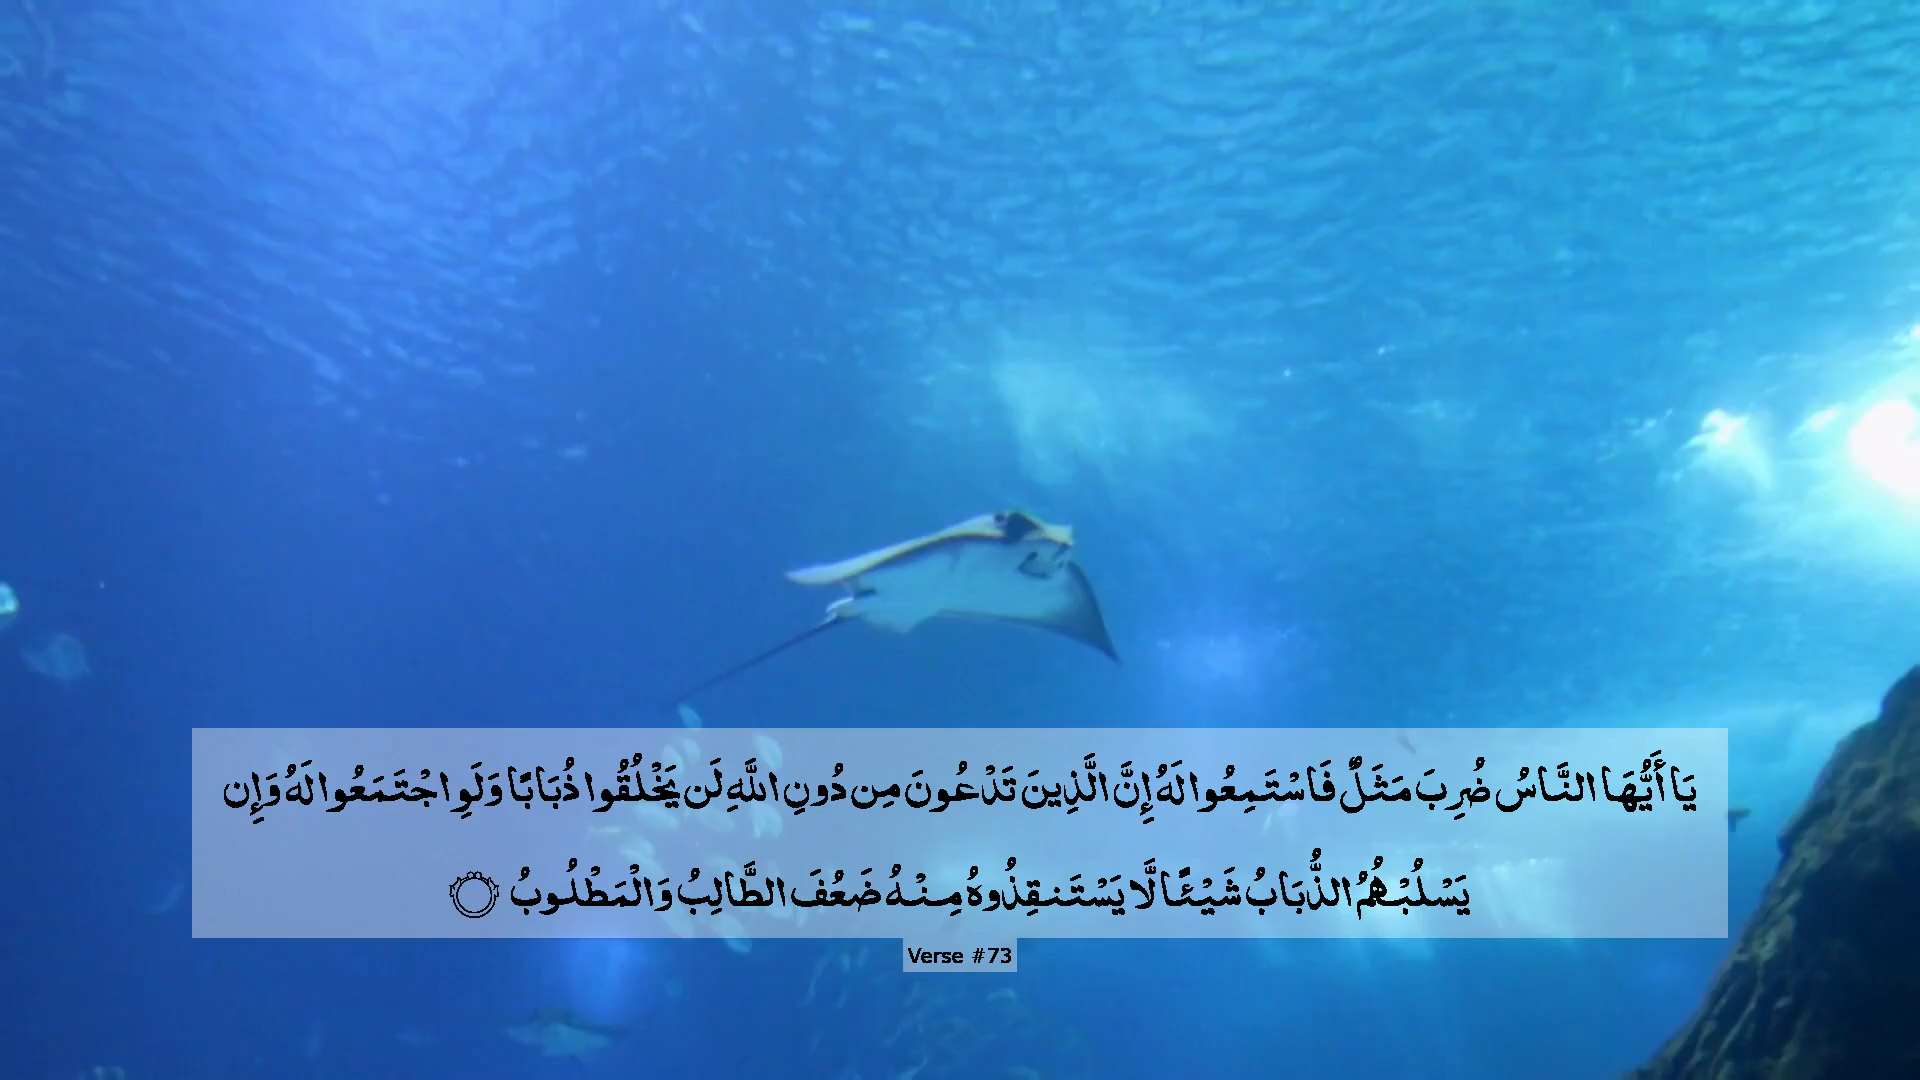 يَا أَيُّهَا النَّاسُ ضُرِبَ مَثَلٌ فَاسْتَمِعُوا لَهُ إِنَّ الَّذِينَ تَدْعُونَ مِن دُونِ اللَّهِ لَن يَخْلُقُوا ذُبَابًا وَلَوِ اجْتَمَعُوا لَهُ وَإِن
يَسْلُبْهُمُ الذُّبَابُ شَيْئًا لَّا يَسْتَنقِذُوهُ مِنْهُ ضَعُفَ الطَّالِبُ وَالْمَطْلُوبُ ۝
Verse #73